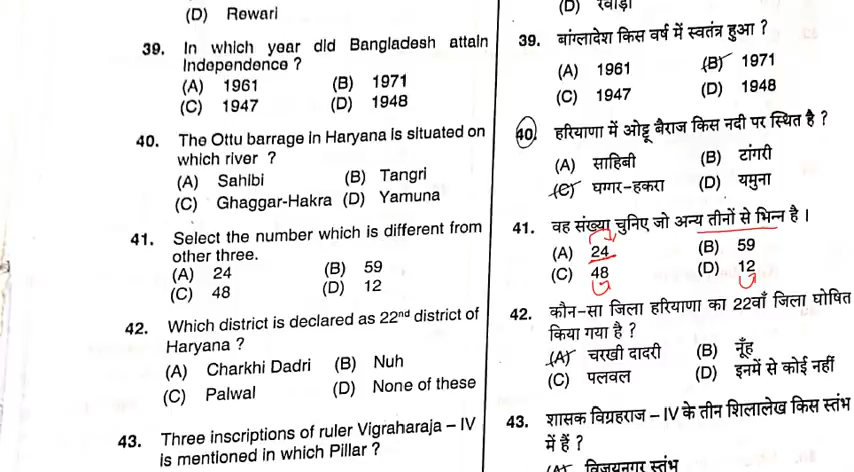 (D) Rewari
39. In which year did Bangladesh attain
Independence ?
(A) 1961 (B) 1971
(C) 1947 (D) 1948
40. The Ottu barrage in Haryana is situated on
which river ?
(A) Sahibi (B) Tangri
(C) Ghaggar-Hakra (D) Yamuna
41. Select the number which is different from
other three.
(A) 24 (B) 59
(C) 48 (D) 12
42. Which district is declared as 22nd district of
Haryana ?
(A) Charkhi Dadri (B) Nuh
(C) Palwal (D) None of these
43. Three inscriptions of ruler Vigraharaja – IV
is mentioned in which Pillar ?
(D) रेवाड़ी
39. बांग्लादेश किस वर्ष में स्वतंत्र हुआ ?
(A) 1961 (B) 1971
(C) 1947 (D) 1948
40. हरियाणा में ओट्टू बैराज किस नदी पर स्थित है ?
(A) साहिबी (B) टांगरी
(C) घग्गर-हकरा (D) यमुना
41. वह संख्या चुनिए जो अन्य तीनों से भिन्न है ।
(A) 24 (B) 59
(C) 48 (D) 12
42. कौन-सा जिला हरियाणा का 22वाँ जिला घोषित
किया गया है ?
(A) चरखी दादरी (B) नूँह
(C) पलवल (D) इनमें से कोई नहीं
43. शासक विग्रहराज – IV के तीन शिलालेख किस स्तंभ
में हैं ?
(A) विजयनगर स्तंभ